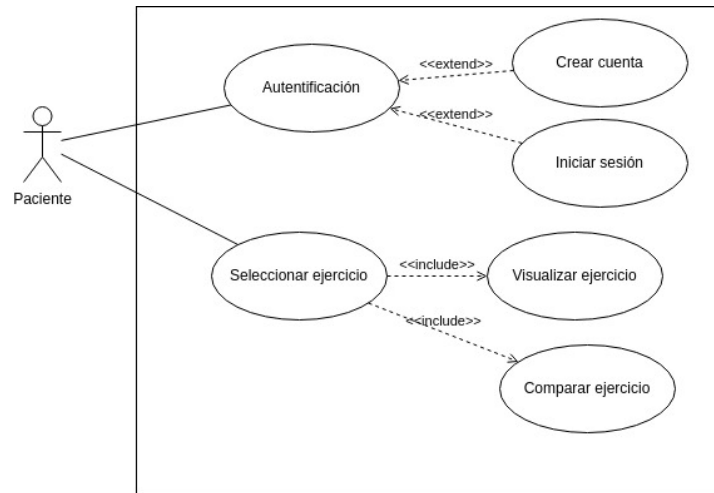 <<extend>>
Crear cuenta
Autentificación
<<extend>>
Iniciar sesión
Paciente
Seleccionar ejercicio
<<include>>
Visualizar ejercicio
<<include>>
Comparar ejercicio